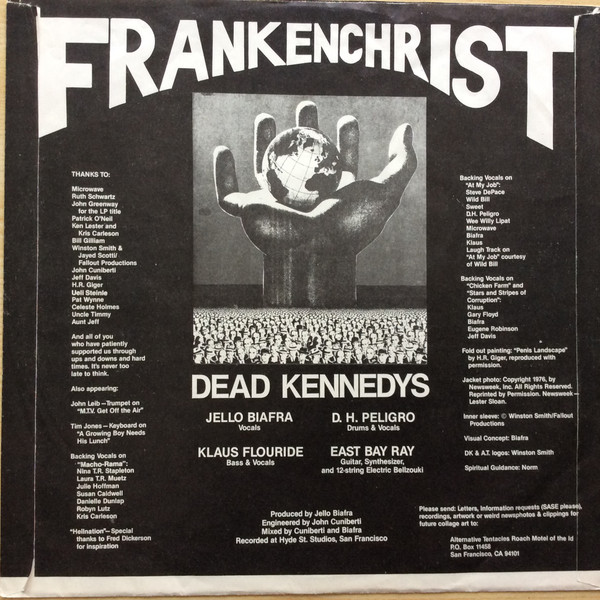 FRANKENCHRIST
THANKS TO:
Microwave
Ruth Schwartz
John Greenway
for the LP title
Patrick O'Neil
Ken Lester and
Kris Carleson
Bill Gilliam
Winston Smith &
Jayed Scotti/
Fallout Productions
John Cuniberti
Jeff Davis
H.R. Giger
Ueli Steinle
Pat Wynne
Celeste Holmes
Uncle Timmy
Aunt Jeff
And all of you
who have patiently
supported us through
ups and downs and hard
times. It's never too
late to think.
Also appearing:
John Leib—Trumpet on
"M.T.V. Get Off the Air"
Tim Jones—Keyboard on
"A Growing Boy Needs
His Lunch"
Backing Vocals on
"Macho-Rama":
Nina T.R. Stapleton
Laura T.R. Muetz
Julie Hoffman
Susan Caldwell
Danielle Dunlap
Robyn Lutz
Kris Carleson
"Hellnation"—Special
thanks to Fred Dickerson
for inspiration
DEAD KENNEDYS
JELLO BIAFRA
Vocals
D. H. PELIGRO
Drums & Vocals
KLAUS FLOURIDE
Bass & Vocals
EAST BAY RAY
Guitar, Synthesizer,
and 12-string Electric Bellzouki
Produced by Jello Biafra
Engineered by John Cuniberti
Mixed by Cuniberti and Biafra
Recorded at Hyde St. Studios, San Francisco
Backing Vocals on
"At My Job":
Steve DePace
Wild Bill
Sweet
D.H. Peligro
Wee Willy Lipat
Microwave
Biafra
Klaus
Laugh Track on
"At My Job" courtesy
of Wild Bill
Backing Vocals on
"Chicken Farm" and
"Stars and Stripes of
Corruption":
Klaus
Gary Floyd
Biafra
Eugene Robinson
Jeff Davis
Fold out painting: "Penis Landscape"
by H.R. Giger, reproduced with
permission.
Jacket photo: Copyright 1976, by
Newsweek, Inc. All Rights Reserved.
Reprinted by Permission. Newsweek—
Lester Sloan.
Inner sleeve: © Winston Smith/Fallout
Productions
Visual Concept: Biafra
DK & A.T. logos: Winston Smith
Spiritual Guidance: Norm
Please send: Letters, Information requests (SASE please),
recordings, artwork or weird newsphotos & clippings for
future collage art to:
Alternative Tentacles Roach Motel of the Id
P.O. Box 11458
San Francisco, CA 94101